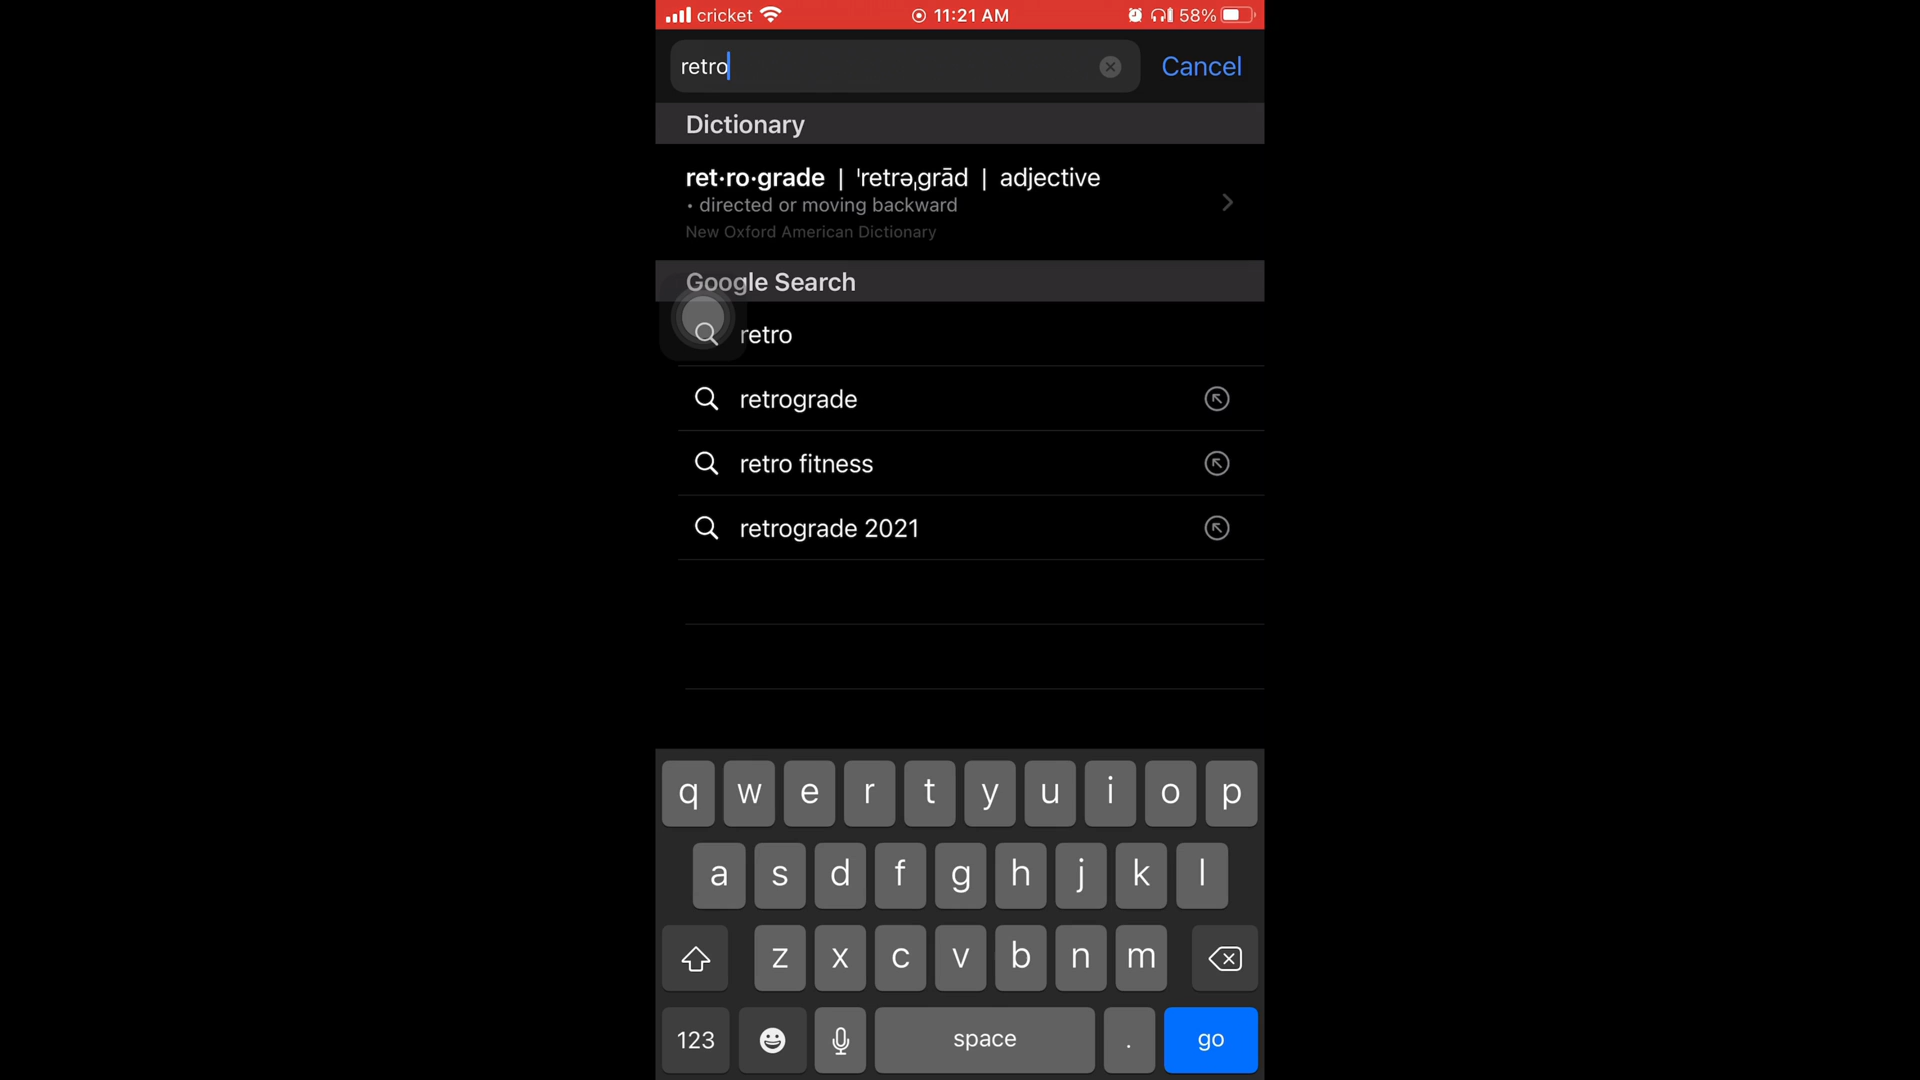 cricket 11:21 AM 58%
retro Cancel
Dictionary
ret·ro·grade | ˈretrəˌɡrād | adjective
• directed or moving backward
New Oxford American Dictionary
Google Search
retro
retrograde
retro fitness
retrograde 2021
q w e r t y u i o p
a s d f g h j k l
z x c v b n m
123 space . go